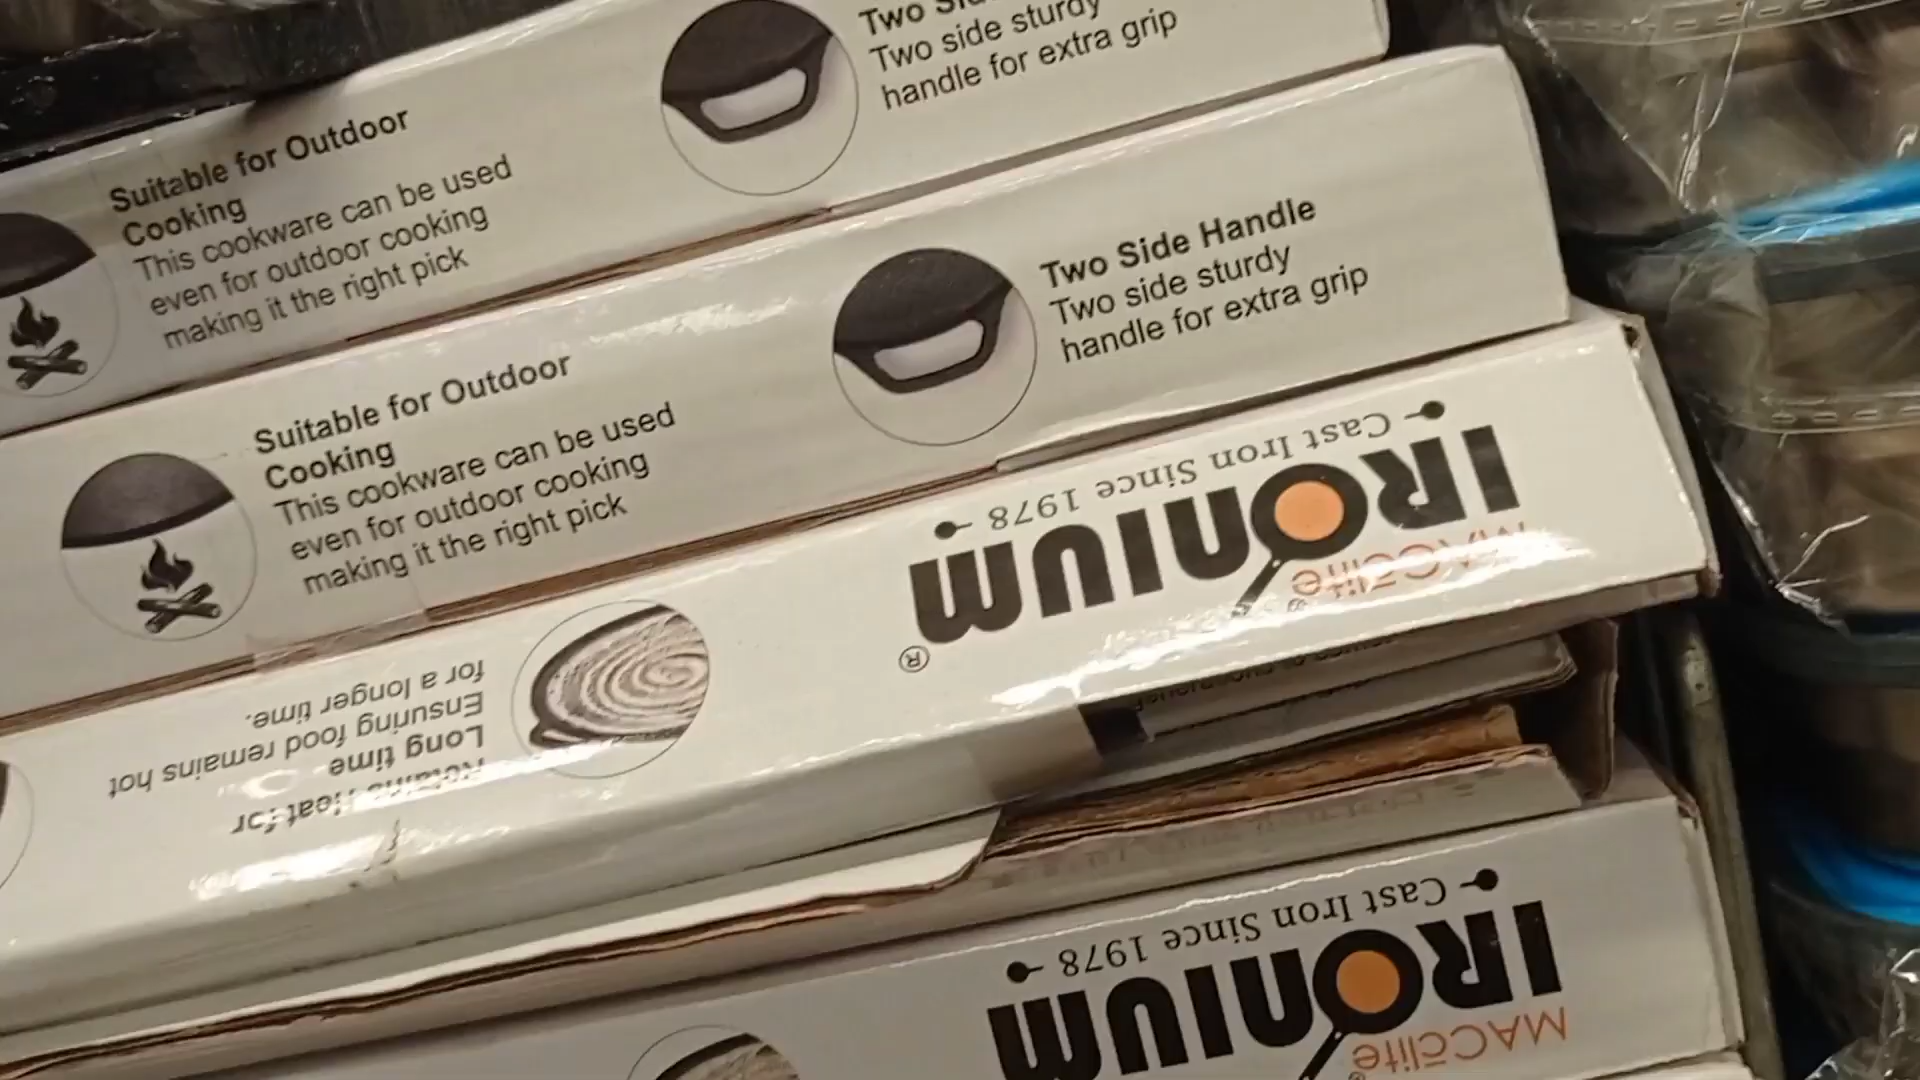 Two
Two side sturdy
handle for extra grip
Suitable for Outdoor
Cooking
This cookware can be used
even for outdoor cooking
making it the right pick
Two Side Handle
Two side sturdy
handle for extra grip
Suitable for Outdoor
Cooking
This cookware can be used
even for outdoor cooking
making it the right pick
MACclite®
IRONIUM®
Cast Iron Since 1978
Retains Heat for
Long time
Ensuring food remains hot
for a longer time.
MACclite®
IRONIUM
Cast Iron Since 1978